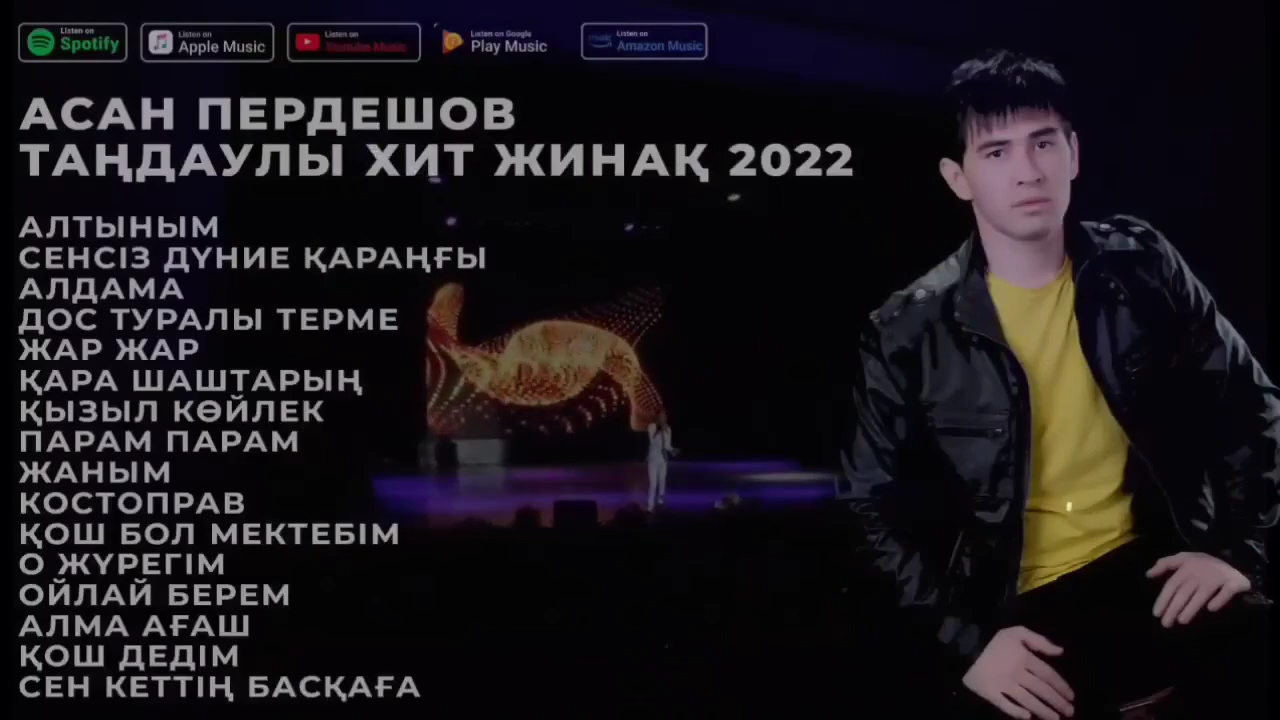 Listen on
Spotify
Listen on
Apple Music
Listen on
Youtube Music
Listen on Google
Play Music
music
Listen on
Amazon Music
АСАН ПЕРДЕШОВ
ТАҢДАУЛЫ ХИТ ЖИНАҚ 2022
АЛТЫНЫМ
СЕНСІЗ ДҮНИЕ ҚАРАҢҒЫ
АЛДАМА
ДОС ТУРАЛЫ ТЕРМЕ
ЖАР ЖАР
ҚАРА ШАШТАРЫҢ
ҚЫЗЫЛ КӨЙЛЕК
ПАРАМ ПАРАМ
ЖАНЫМ
КОСТОПРАВ
ҚОШ БОЛ МЕКТЕБІМ
О ЖҮРЕГІМ
ОЙЛАЙ БЕРЕМ
АЛМА АҒАШ
ҚОШ ДЕДІМ
СЕН КЕТТІҢ БАСҚАҒА